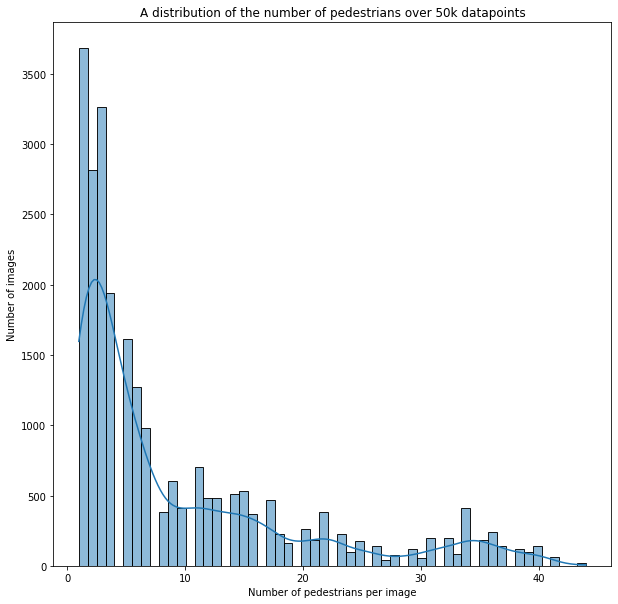 A distribution of the number of pedestrians over 50k datapoints
3500
3000
2500
2000
1500
1000
500
0
Number of images
0 10 20 30 40
Number of pedestrians per image